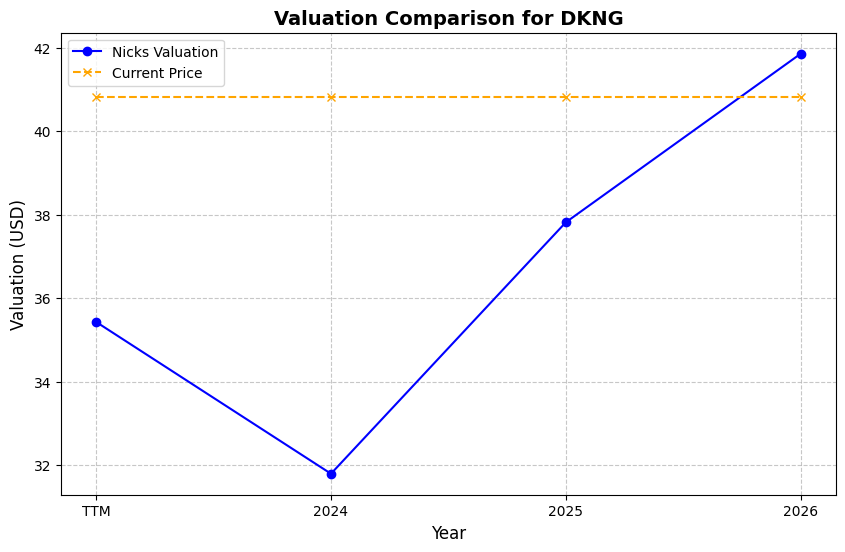 Valuation Comparison for DKNG
Nicks Valuation
Current Price
Valuation (USD)
42
40
38
36
34
32
TTM
2024
2025
2026
Year